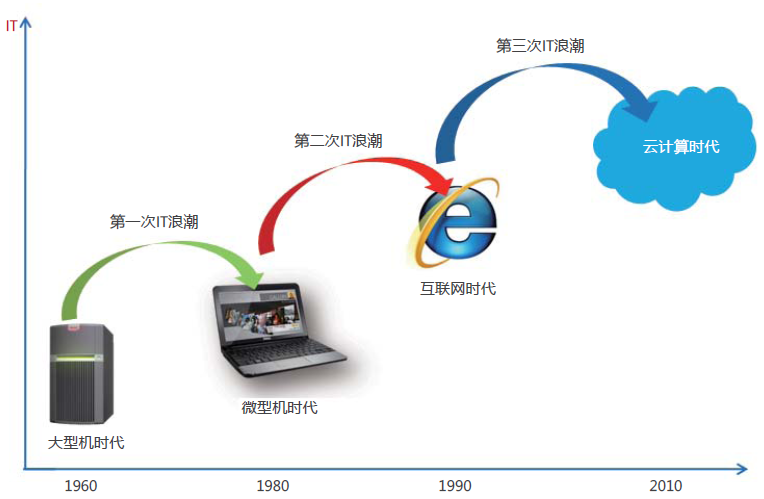 IT
第三次IT浪潮
第二次IT浪潮
云计算时代
第一次IT浪潮
互联网时代
微型机时代
大型机时代
1960
1980
1990
2010